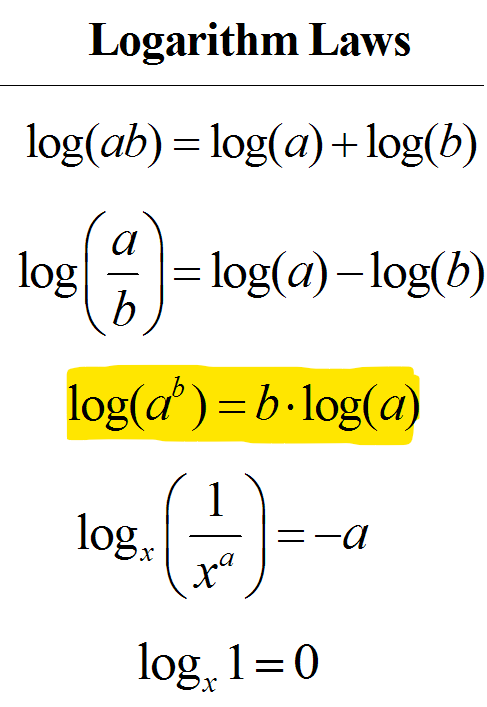 Logarithm Laws
log(ab) = log(a) + log(b)
log(a/b) = log(a) − log(b)
log(a^b) = b · log(a)
log_x(1/x^a) = −a
log_x 1 = 0